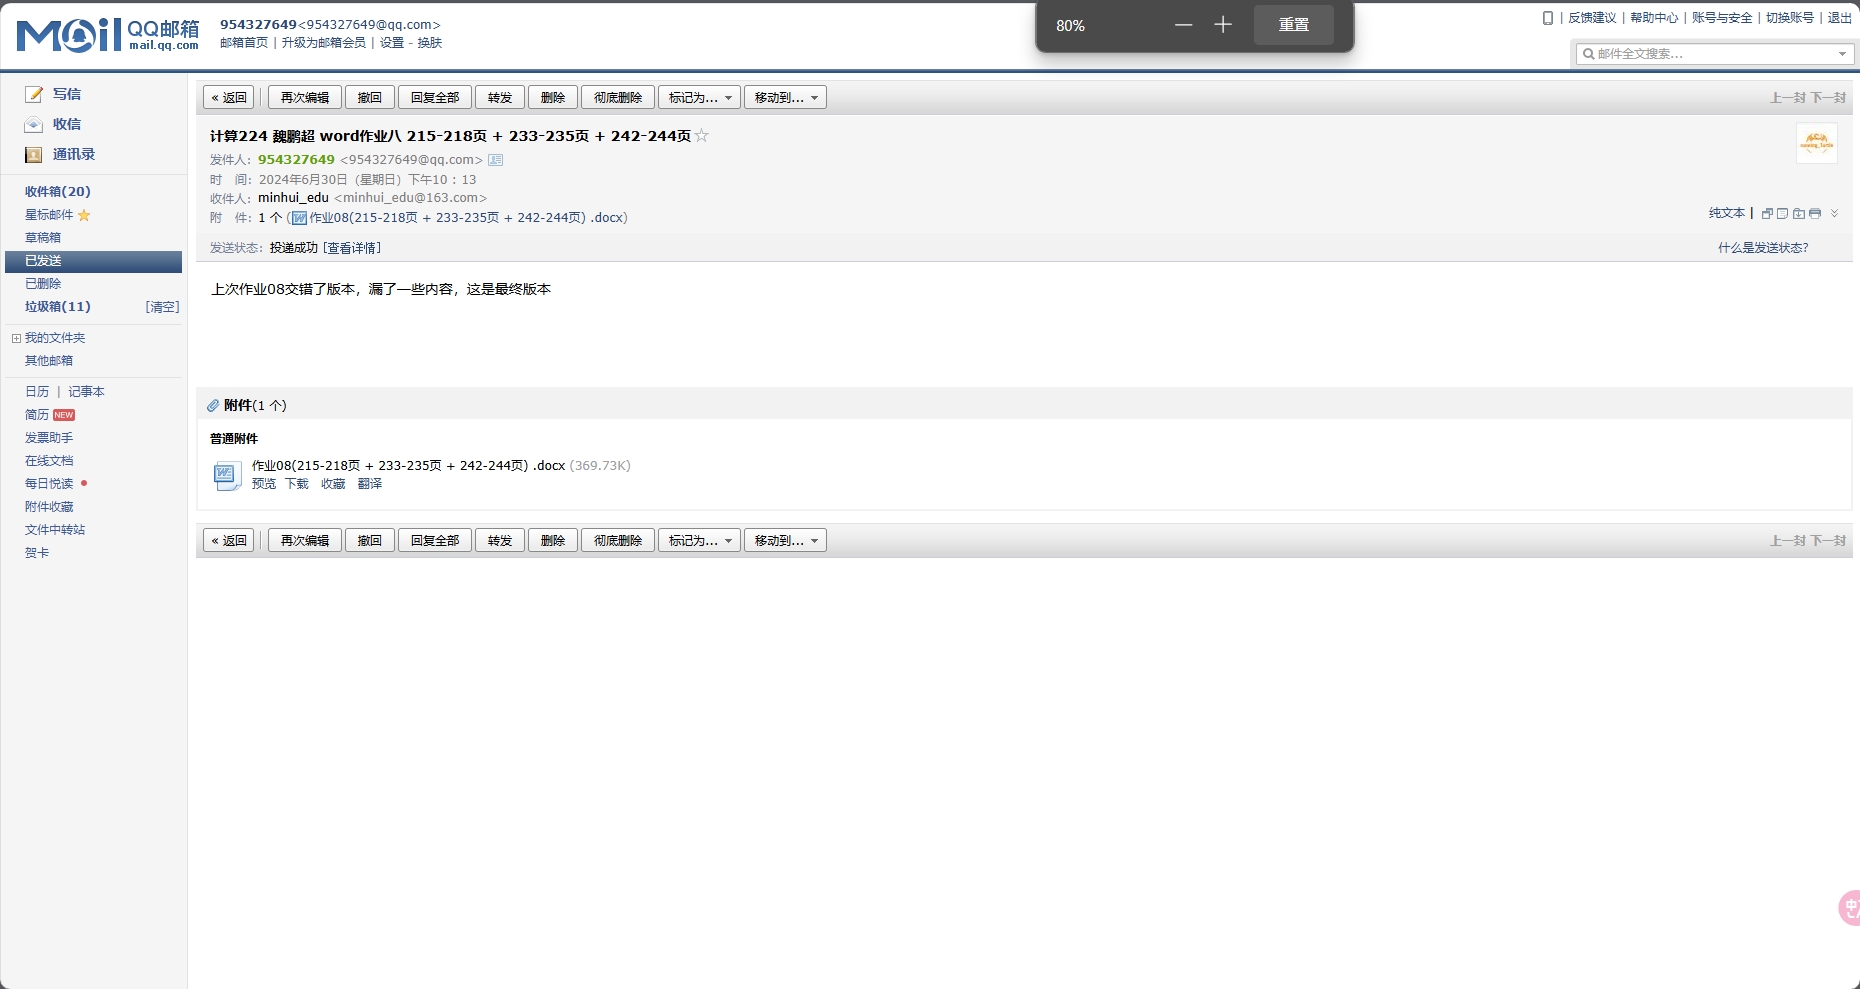 Mail QQ邮箱
mail.qq.com
954327649<954327649@qq.com>
邮箱首页 | 升级为邮箱会员 | 设置 - 换肤
80% 重置
| 反馈建议 | 帮助中心 | 账号与安全 | 切换账号 | 退出
邮件全文搜索...
写信
收信
通讯录
收件箱(20)
星标邮件
草稿箱
已发送
已删除
垃圾箱(11) [清空]
我的文件夹
其他邮箱
日历 | 记事本
简历 NEW
发票助手
在线文档
每日悦读
附件收藏
文件中转站
贺卡
« 返回 再次编辑 撤回 回复全部 转发 删除 彻底删除 标记为... 移动到... 上一封 下一封
计算224 魏鹏超 word作业八 215-218页 + 233-235页 + 242-244页☆
发件人：954327649 <954327649@qq.com>
时 间：2024年6月30日（星期日）下午10：13
收件人：minhui_edu <minhui_edu@163.com>
附 件：1 个 (作业08(215-218页 + 233-235页 + 242-244页) .docx)
纯文本 |
发送状态：投递成功 [查看详情] 什么是发送状态？
上次作业08交错了版本，漏了一些内容，这是最终版本
附件(1 个)
普通附件
作业08(215-218页 + 233-235页 + 242-244页) .docx (369.73K)
预览 下载 收藏 翻译
« 返回 再次编辑 撤回 回复全部 转发 删除 彻底删除 标记为... 移动到... 上一封 下一封